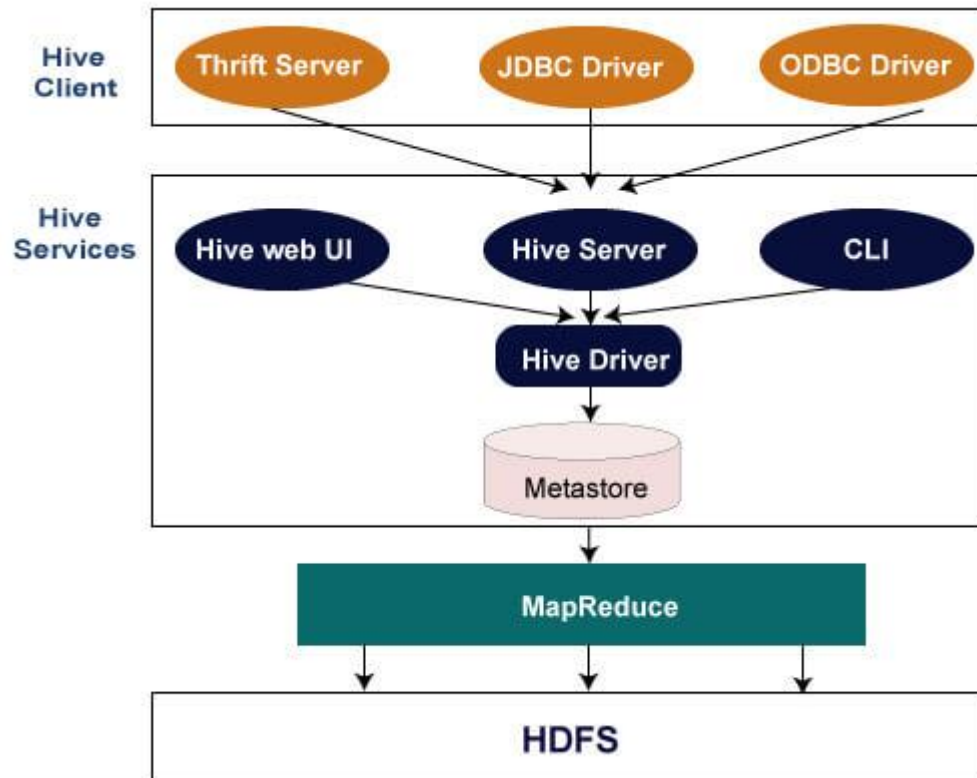 Hive
Client
Thrift Server
JDBC Driver
ODBC Driver
Hive
Services
Hive web UI
Hive Server
CLI
Hive Driver
Metastore
MapReduce
HDFS